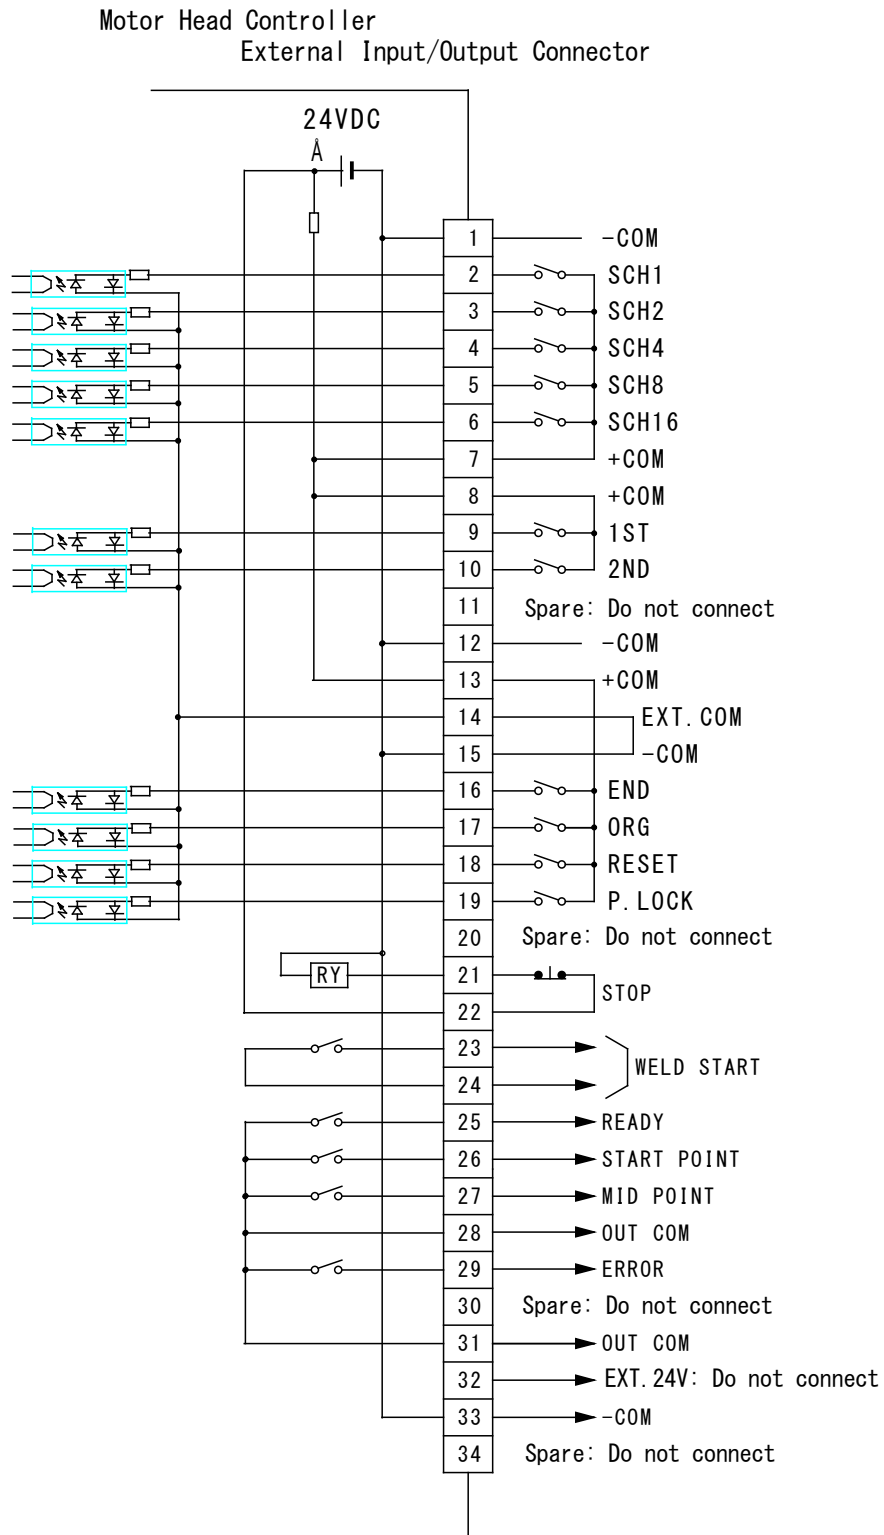 Motor Head Controller
External Input/Output Connector
24VDC
Å
1 -COM
2 SCH1
3 SCH2
4 SCH4
5 SCH8
6 SCH16
7 +COM
8 +COM
9 1ST
10 2ND
11 Spare: Do not connect
12 -COM
13 +COM
14 EXT.COM
15 -COM
16 END
17 ORG
18 RESET
19 P.LOCK
20 Spare: Do not connect
RY 21
STOP
22
23
WELD START
24
25 READY
26 START POINT
27 MID POINT
28 OUT COM
29 ERROR
30 Spare: Do not connect
31 OUT COM
32 EXT.24V: Do not connect
33 -COM
34 Spare: Do not connect